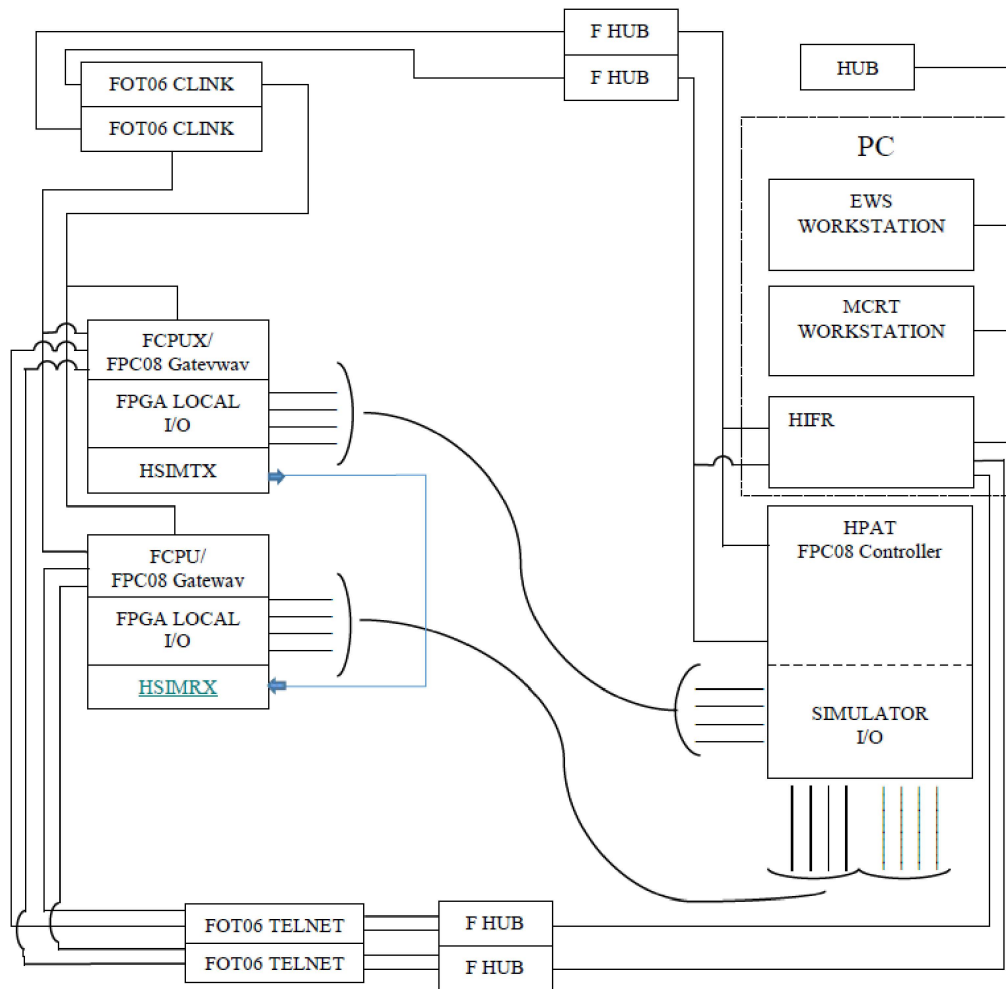 F HUB
F HUB
HUB
FOT06 CLINK
FOT06 CLINK
PC
EWS
WORKSTATION
MCRT
WORKSTATION
HIFR
FCPUX/
FPC08 Gatevwav
FPGA LOCAL
I/O
HSIMTX
HPAT
FPC08 Controller
SIMULATOR
I/O
FCPU/
FPC08 Gatewav
FPGA LOCAL
I/O
HSIMRX
FOT06 TELNET
FOT06 TELNET
F HUB
F HUB